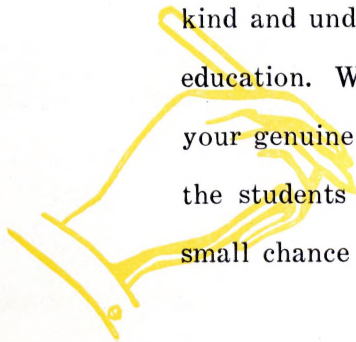 kind and und
education. W
your genuine
the students
small chance